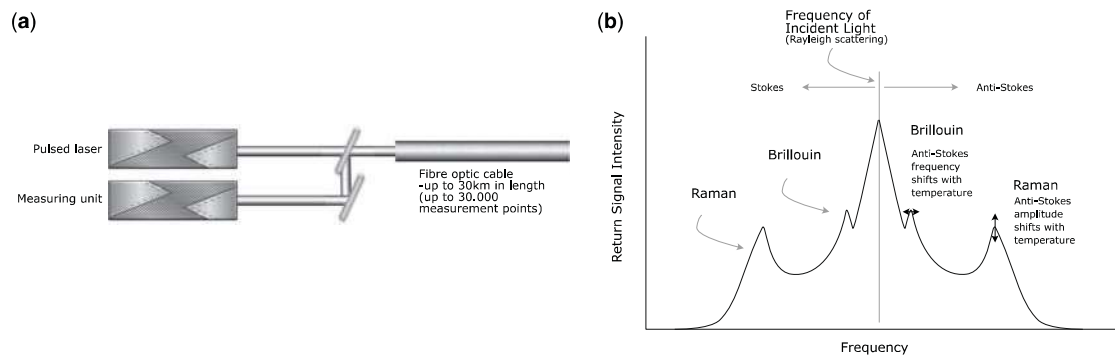 (a)
Pulsed laser
Measuring unit
Fibre optic cable
-up to 30km in length
(up to 30.000
measurement points)
(b)
Frequency of
Incident Light
(Rayleigh scattering)
Stokes
Anti-Stokes
Return Signal Intensity
Raman
Brillouin
Brillouin
Anti-Stokes
frequency
shifts with
temperature
Raman
Anti-Stokes
amplitude
shifts with
temperature
Frequency